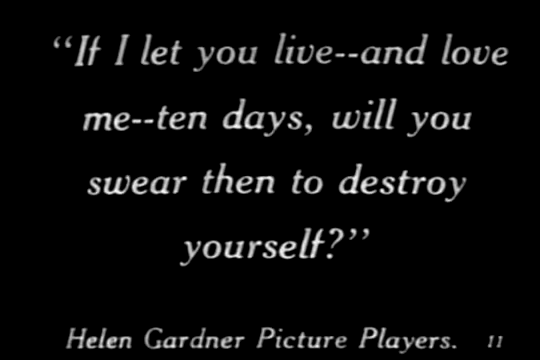 “If I let you live--and love
me--ten days, will you
swear then to destroy
yourself?”
Helen Gardner Picture Players. 11